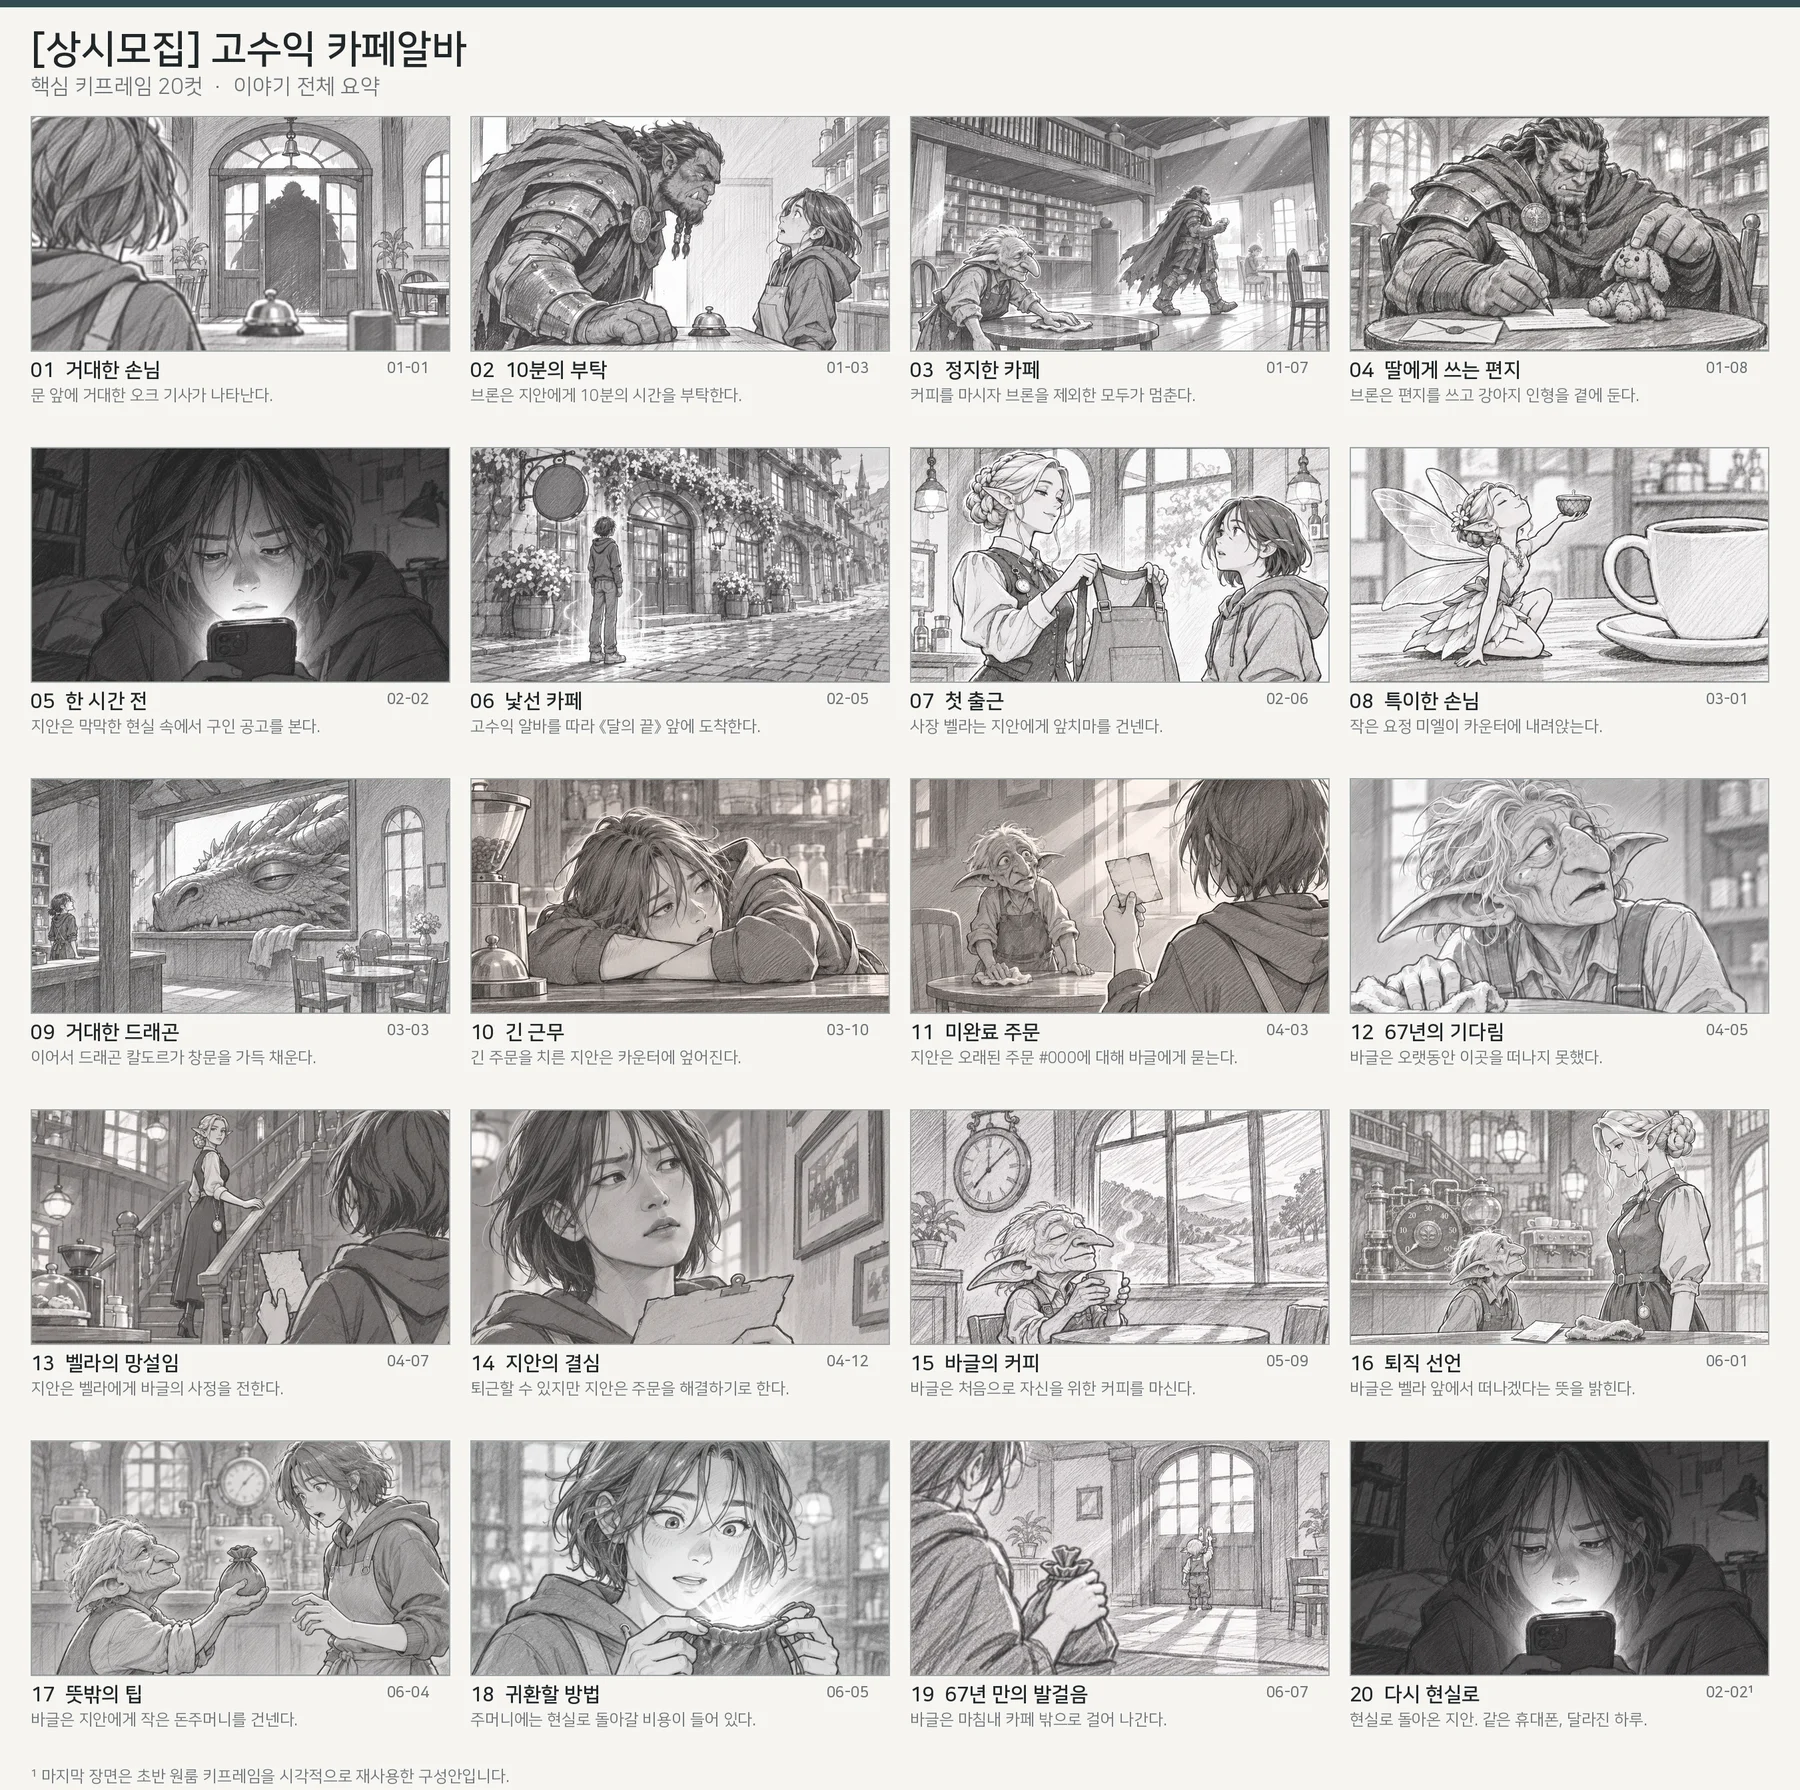 [상시모집] 고수익 카페알바
핵심 키프레임 20컷 · 이야기 전체 요약
01 거대한 손님 01-01
문 앞에 거대한 오크 기사가 나타난다.
02 10분의 부탁 01-03
브론은 지안에게 10분의 시간을 부탁한다.
03 정지한 카페 01-07
커피를 마시자 브론을 제외한 모두가 멈춘다.
04 딸에게 쓰는 편지 01-08
브론은 편지를 쓰고 강아지 인형을 곁에 둔다.
05 한 시간 전 02-02
지안은 막막한 현실 속에서 구인 공고를 본다.
06 낯선 카페 02-05
고수익 알바를 따라 《달의 끝》 앞에 도착한다.
07 첫 출근 02-06
사장 벨라는 지안에게 앞치마를 건넨다.
08 특이한 손님 03-01
작은 요정 미엘이 카운터에 내려앉는다.
09 거대한 드래곤 03-03
이어서 드래곤 칼도르가 창문을 가득 채운다.
10 긴 근무 03-10
긴 주문을 치른 지안은 카운터에 엎어진다.
11 미완료 주문 04-03
지안은 오래된 주문 #000에 대해 바글에게 묻는다.
12 67년의 기다림 04-05
바글은 오랫동안 이곳을 떠나지 못했다.
13 벨라의 망설임 04-07
지안은 벨라에게 바글의 사정을 전한다.
14 지안의 결심 04-12
퇴근할 수 있지만 지안은 주문을 해결하기로 한다.
15 바글의 커피 05-09
바글은 처음으로 자신을 위한 커피를 마신다.
16 퇴직 선언 06-01
바글은 벨라 앞에서 떠나겠다는 뜻을 밝힌다.
17 뜻밖의 팁 06-04
바글은 지안에게 작은 돈주머니를 건넨다.
18 귀환할 방법 06-05
주머니에는 현실로 돌아갈 비용이 들어 있다.
19 67년 만의 발걸음 06-07
바글은 마침내 카페 밖으로 걸어 나간다.
20 다시 현실로 02-02¹
현실로 돌아온 지안. 같은 휴대폰, 달라진 하루.
¹ 마지막 장면은 초반 원룸 키프레임을 시각적으로 재사용한 구성안입니다.